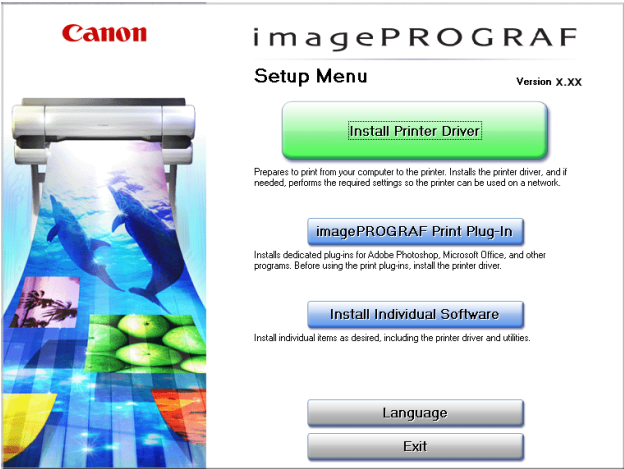 Canon
imagePROGRAF
Setup Menu
Version X.XX
Install Printer Driver
Prepares to print from your computer to the printer. Installs the printer driver, and if
needed, performs the required settings so the printer can be used on a network.
imagePROGRAF Print Plug-In
Installs dedicated plug-ins for Adobe Photoshop, Microsoft Office, and other
programs. Before using the print plug-ins, install the printer driver.
Install Individual Software
Install individual items as desired, including the printer driver and utilities.
Language
Exit